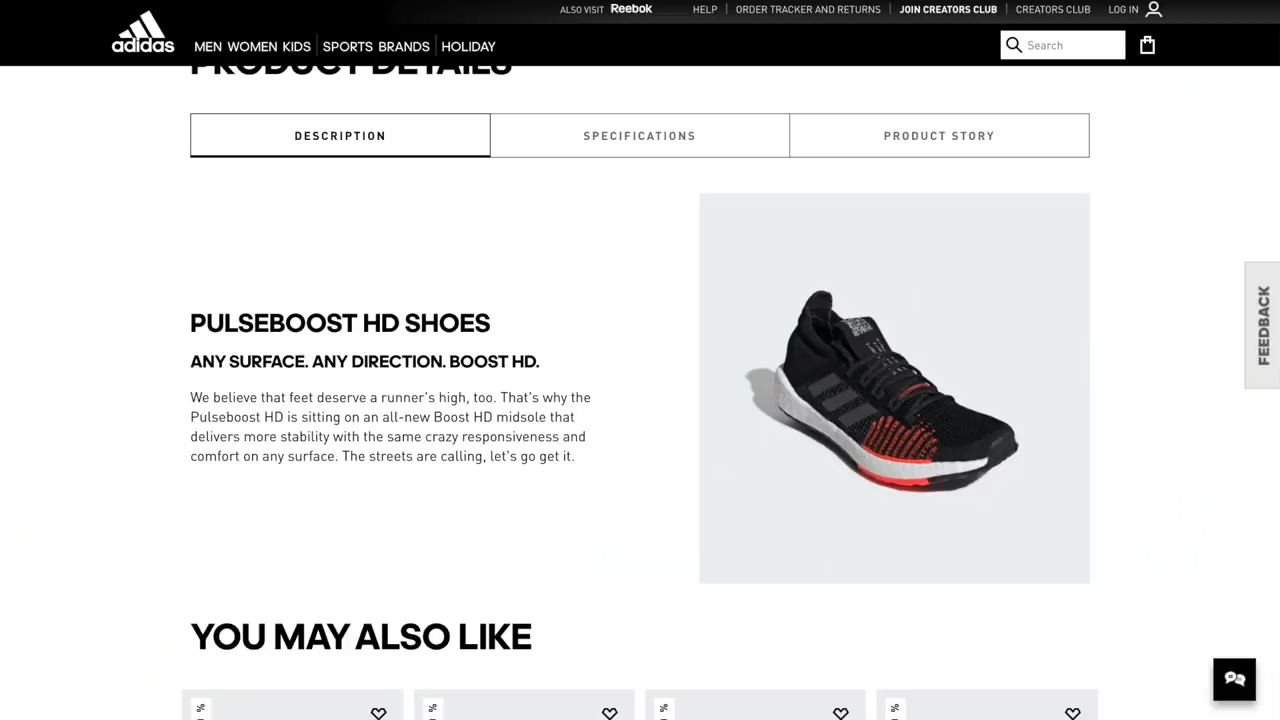 ALSO VISIT Reebok HELP ORDER TRACKER AND RETURNS JOIN CREATORS CLUB CREATORS CLUB LOG IN
adidas MEN WOMEN KIDS SPORTS BRANDS HOLIDAY Search
PRODUCT DETAILS
DESCRIPTION SPECIFICATIONS PRODUCT STORY
PULSEBOOST HD SHOES
ANY SURFACE. ANY DIRECTION. BOOST HD.
We believe that feet deserve a runner's high, too. That's why the
Pulseboost HD is sitting on an all-new Boost HD midsole that
delivers more stability with the same crazy responsiveness and
comfort on any surface. The streets are calling, let's go get it.
FEEDBACK
YOU MAY ALSO LIKE
% % % %